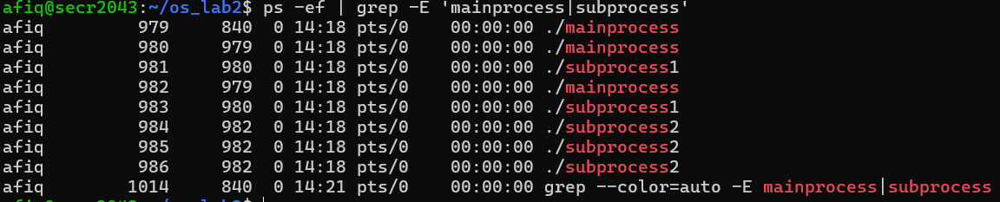 afiq@secr2043:~/os_lab2$ ps -ef | grep -E 'mainprocess|subprocess'
afiq         979     840  0 14:18 pts/0    00:00:00 ./mainprocess
afiq         980     979  0 14:18 pts/0    00:00:00 ./mainprocess
afiq         981     980  0 14:18 pts/0    00:00:00 ./subprocess1
afiq         982     979  0 14:18 pts/0    00:00:00 ./mainprocess
afiq         983     980  0 14:18 pts/0    00:00:00 ./subprocess1
afiq         984     982  0 14:18 pts/0    00:00:00 ./subprocess2
afiq         985     982  0 14:18 pts/0    00:00:00 ./subprocess2
afiq         986     982  0 14:18 pts/0    00:00:00 ./subprocess2
afiq        1014     840  0 14:21 pts/0    00:00:00 grep --color=auto -E mainprocess|subprocess
afiq@secr2043:~/os_lab2$